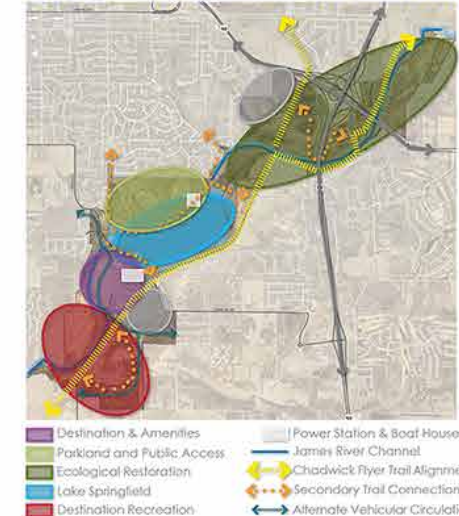 Destination & Amenities
Parkland and Public Access
Ecological Restoration
Lake Springfield
Destination Recreation
Power Station & Boat House
James River Channel
Chadwick Flyer Trail Alignme
Secondary Trail Connection
Alternate Vehicular Circulati